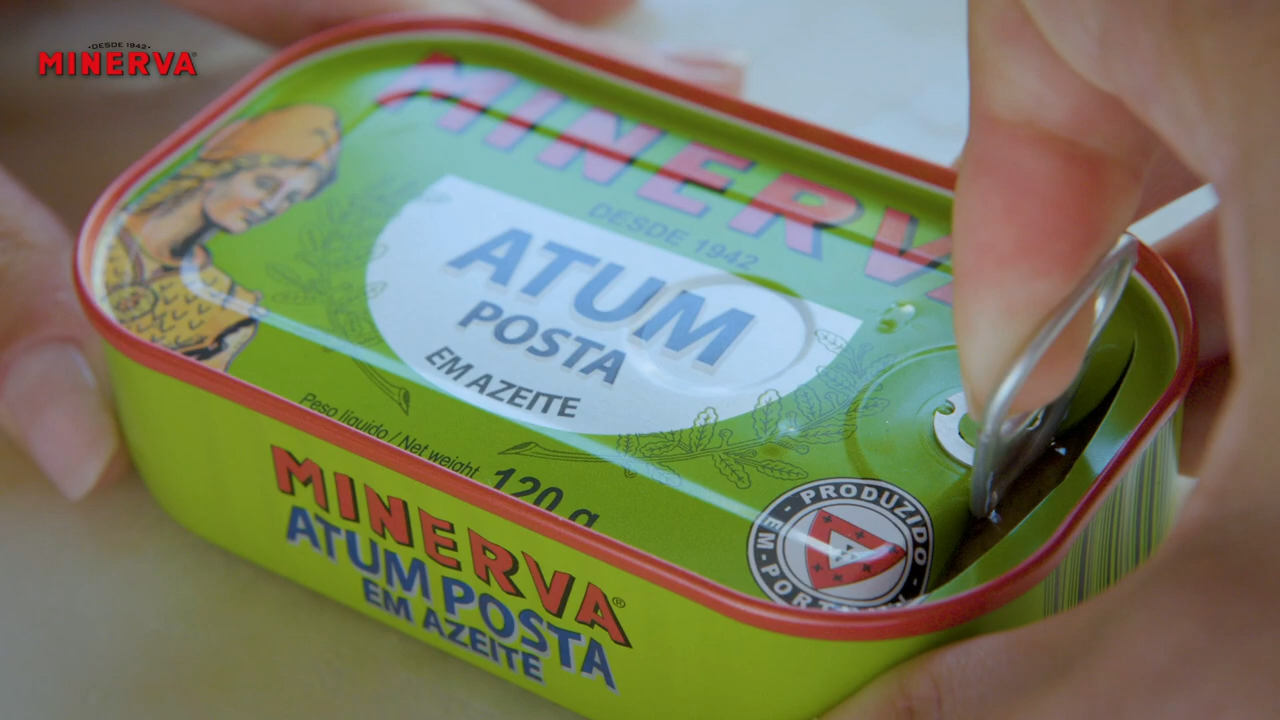 DESDE 1942
MINERVA®
MINERVA
DESDE 1942
ATUM
POSTA
EM AZEITE
Peso líquido / Net weight 120 g
PRODUZIDO
EM PORT
MINERVA®
ATUM POSTA
EM AZEITE